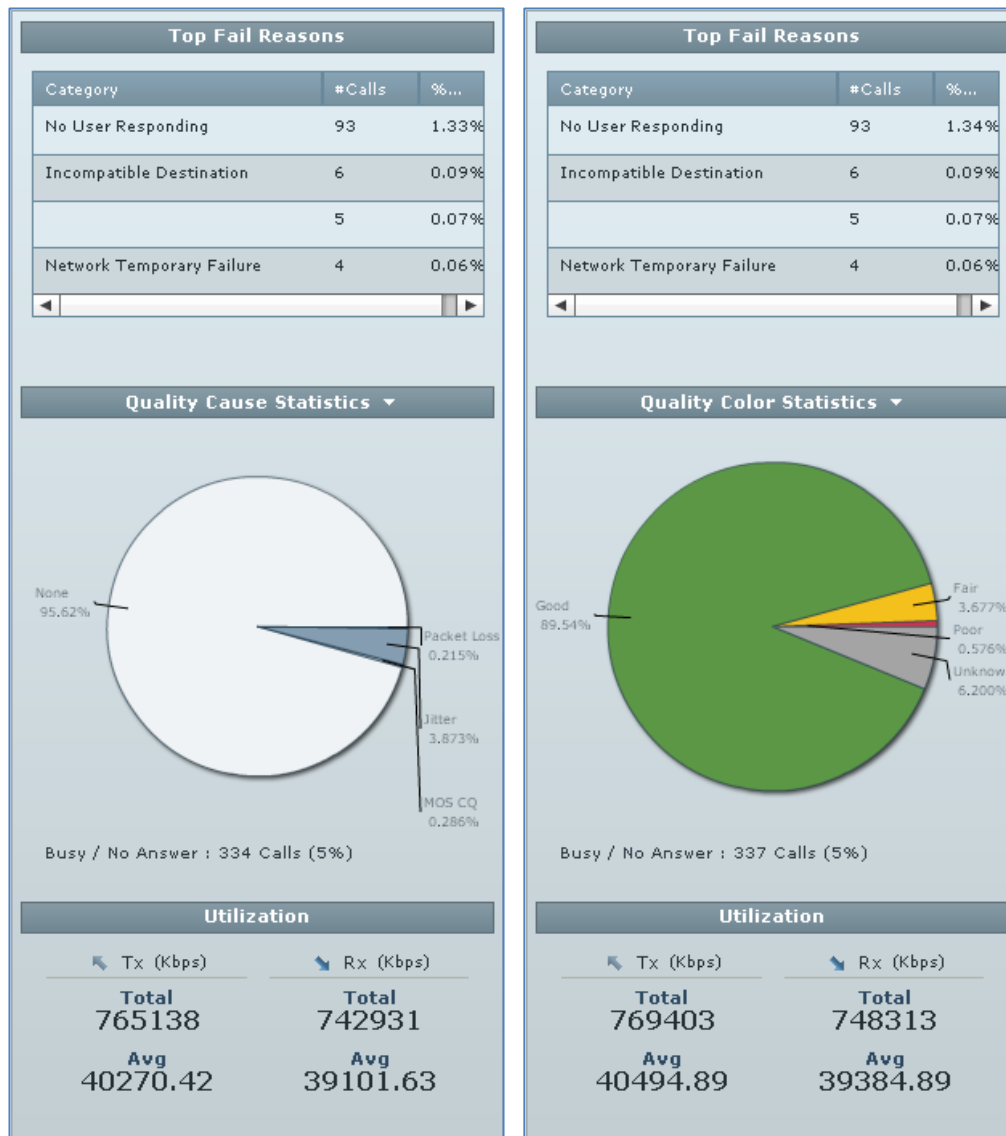 Top Fail Reasons
Category #Calls %...
No User Responding 93 1.33%
Incompatible Destination 6 0.09%
5 0.07%
Network Temporary Failure 4 0.06%
Quality Cause Statistics
None
95.62%
Packet Loss
0.215%
Jitter
3.873%
MOS CQ
0.286%
Busy / No Answer : 334 Calls (5%)
Utilization
Tx (Kbps) Rx (Kbps)
Total Total
765138 742931
Avg Avg
40270.42 39101.63
Top Fail Reasons
Category #Calls %...
No User Responding 93 1.34%
Incompatible Destination 6 0.09%
5 0.07%
Network Temporary Failure 4 0.06%
Quality Color Statistics
Good
89.54%
Fair
3.677%
Poor
0.576%
Unknow
6.200%
Busy / No Answer : 337 Calls (5%)
Utilization
Tx (Kbps) Rx (Kbps)
Total Total
769403 748313
Avg Avg
40494.89 39384.89